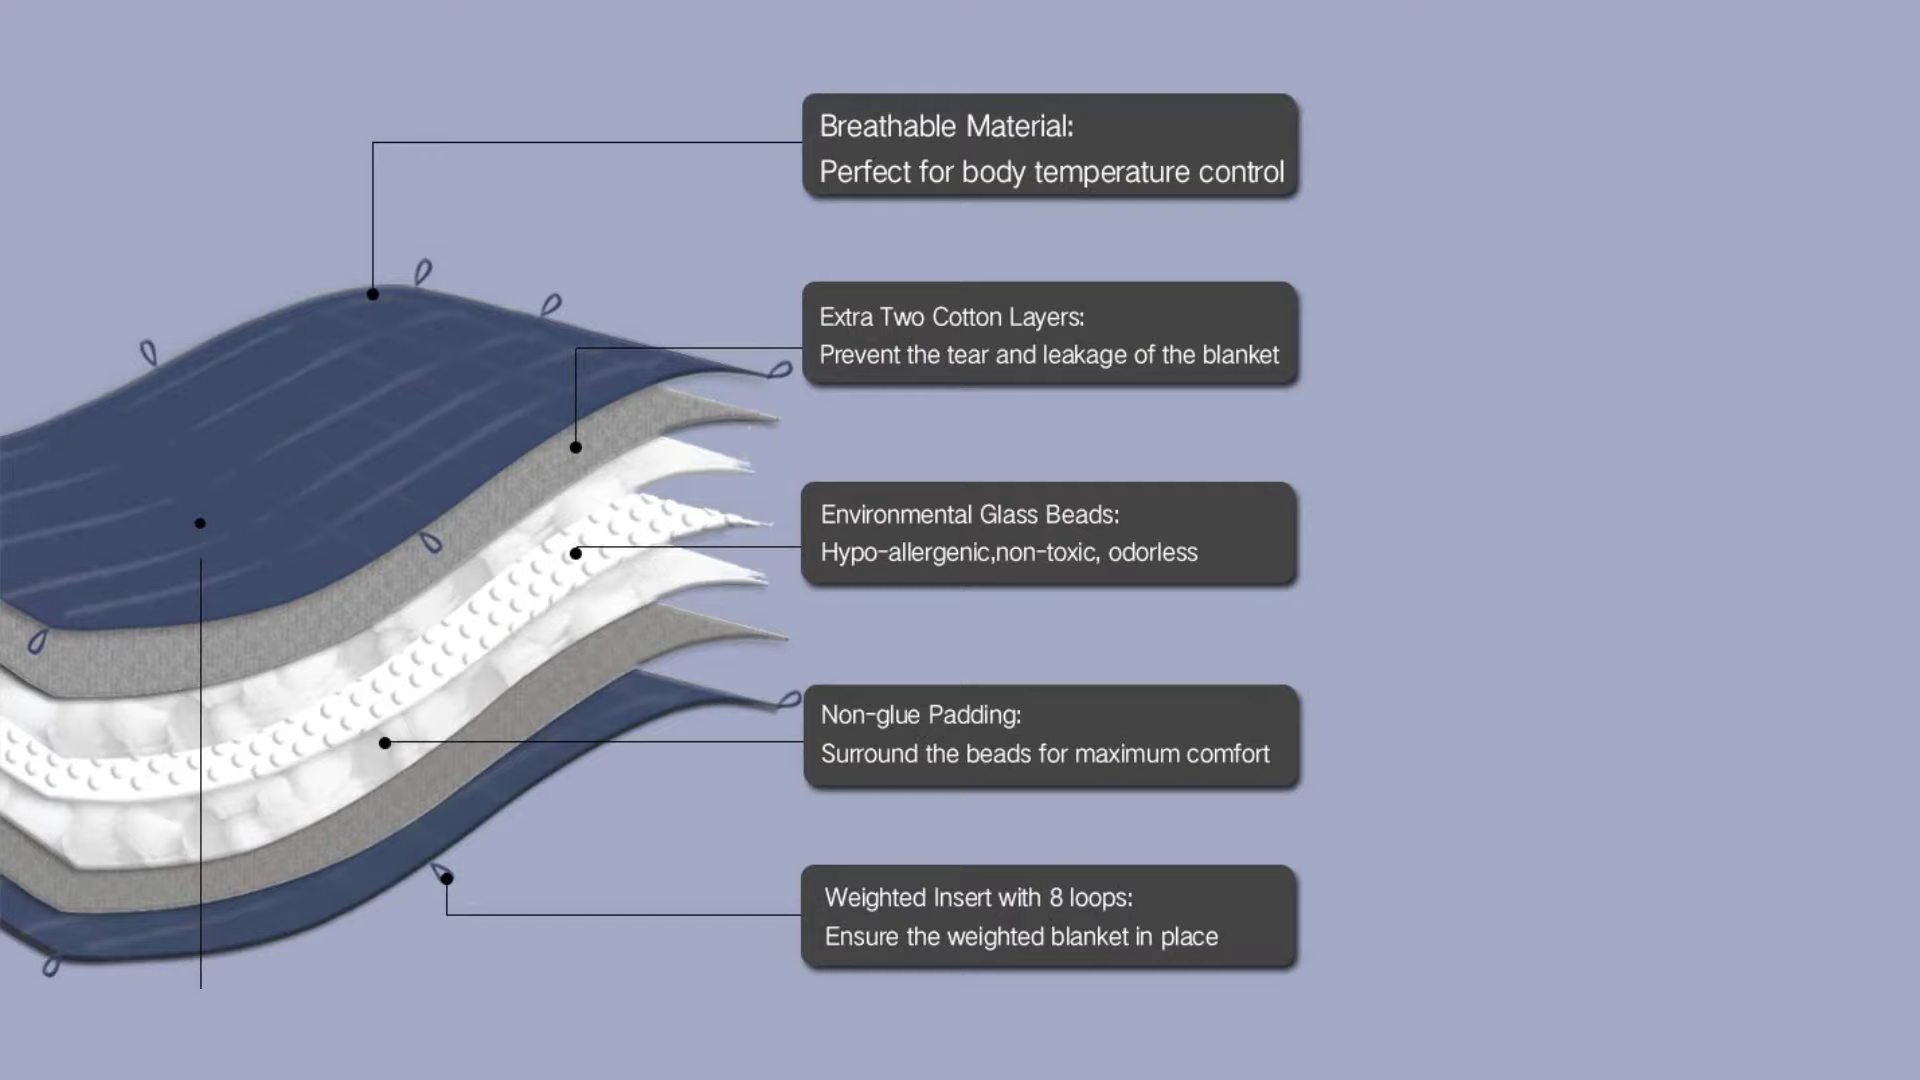 Breathable Material:
Perfect for body temperature control
Extra Two Cotton Layers:
Prevent the tear and leakage of the blanket
Environmental Glass Beads:
Hypo-allergenic,non-toxic, odorless
Non-glue Padding:
Surround the beads for maximum comfort
Weighted Insert with 8 loops:
Ensure the weighted blanket in place